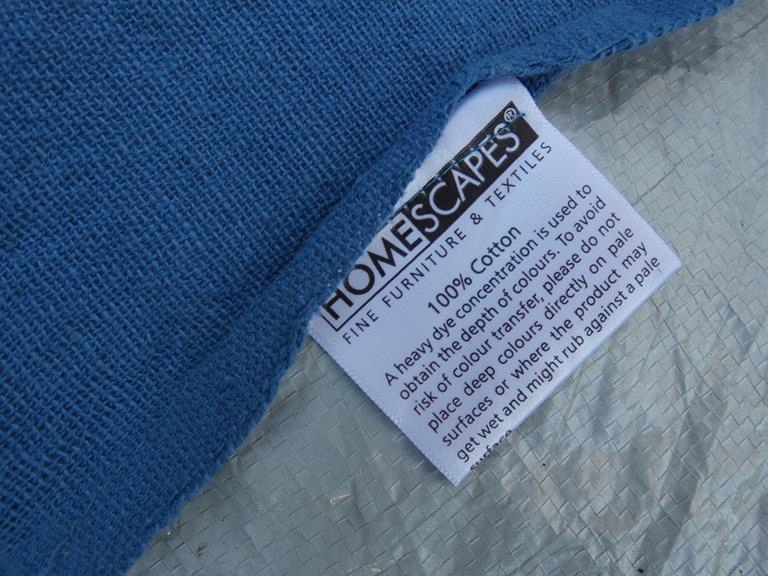 HOMESCAPES®
FINE FURNITURE & TEXTILES
100% Cotton
A heavy dye concentration is used to
obtain the depth of colours. To avoid
risk of colour transfer, please do not
place deep colours directly on pale
surfaces or where the product may
get wet and might rub against a pale
surface